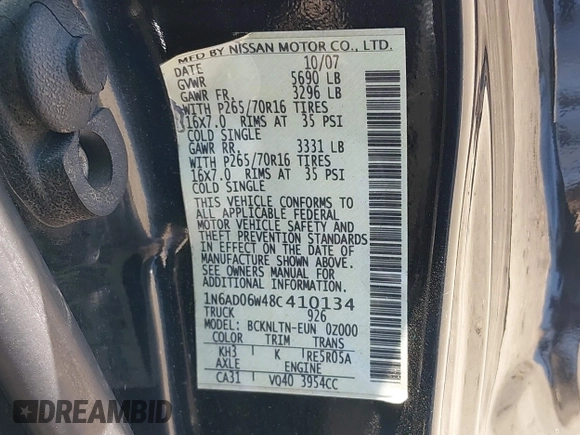 MFD BY NISSAN MOTOR CO., LTD.
DATE 10/07
GVWR 5690 LB
GAWR FR. 3296 LB
WITH P265/70R16 TIRES
16X7.0 RIMS AT 35 PSI
COLD SINGLE
GAWR RR. 3331 LB
WITH P265/70R16 TIRES
16X7.0 RIMS AT 35 PSI
COLD SINGLE
THIS VEHICLE CONFORMS TO
ALL APPLICABLE FEDERAL
MOTOR VEHICLE SAFETY AND
THEFT PREVENTION STANDARDS
IN EFFECT ON THE DATE OF
MANUFACTURE SHOWN ABOVE.
SEE OWNERS MANUAL
1N6AD06W48C410134
TRUCK 926
MODEL: BCKNLTN-EUN 02000
COLOR TRIM TRANS
KH3 K RE5R05A
AXLE ENGINE
CA31 VQ40 3954CC
DREAMBID